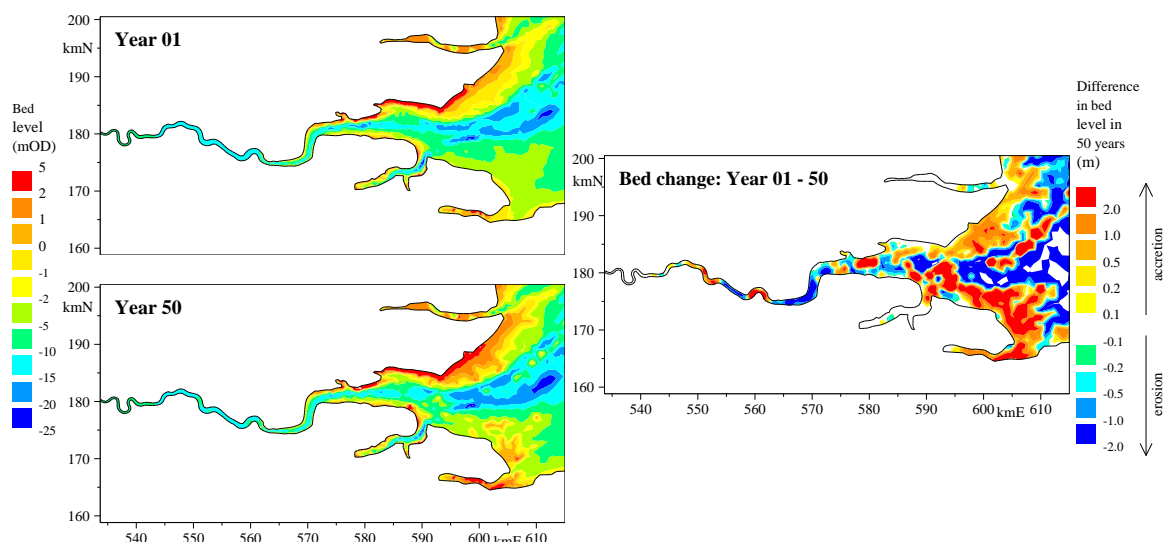 200
kmN
190
180
170
160
Year 01
Bed
level
(mOD)
5
2
1
0
-1
-2
-5
-10
-15
-20
-25
200
kmN
190
180
170
160
Year 50
540
550
560
570
580
590
600
kmE
610
200
kmN
190
180
170
160
Bed change: Year 01 - 50
540
550
560
570
580
590
600
kmE
610
Difference
in bed
level in
50 years
(m)
2.0
1.0
0.5
0.2
0.1
-0.1
-0.2
-0.5
-1.0
-2.0
accretion
erosion